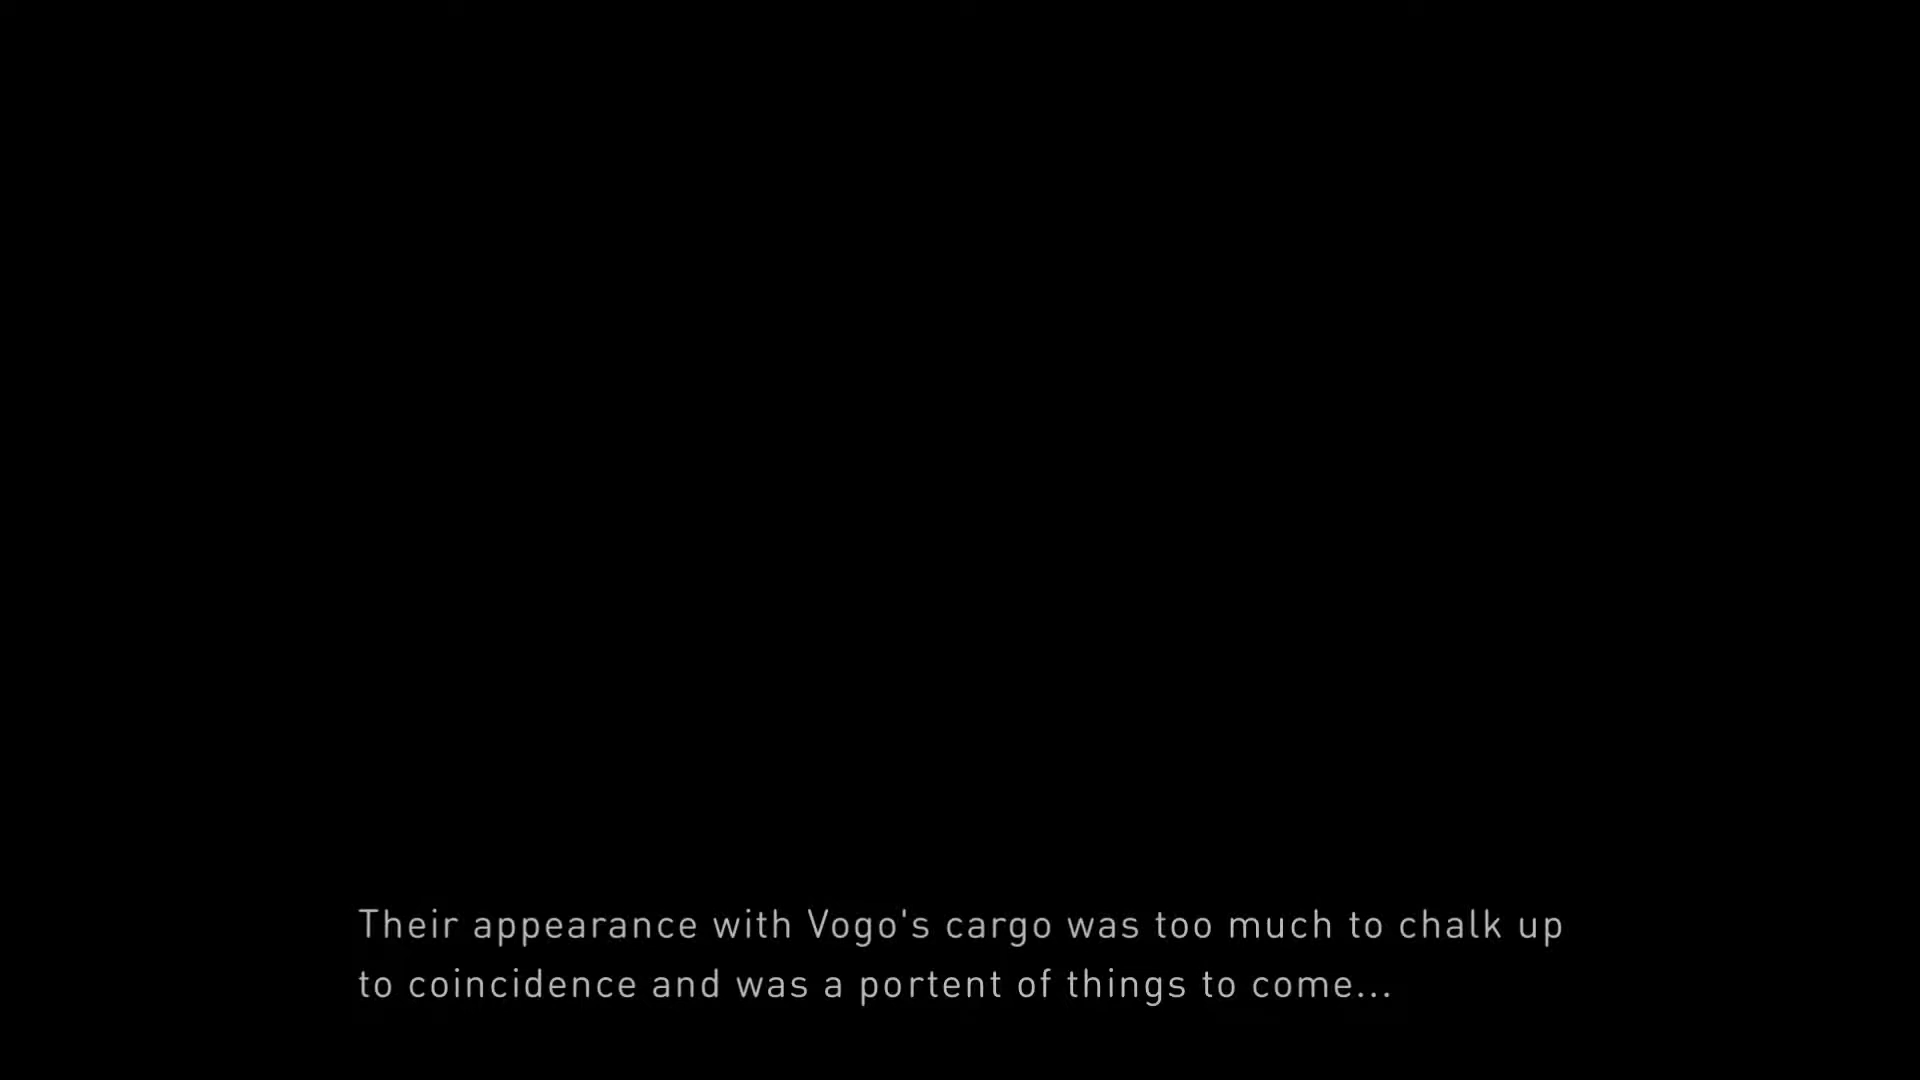 Their appearance with Vogo's cargo was too much to chalk up
to coincidence and was a portent of things to come...